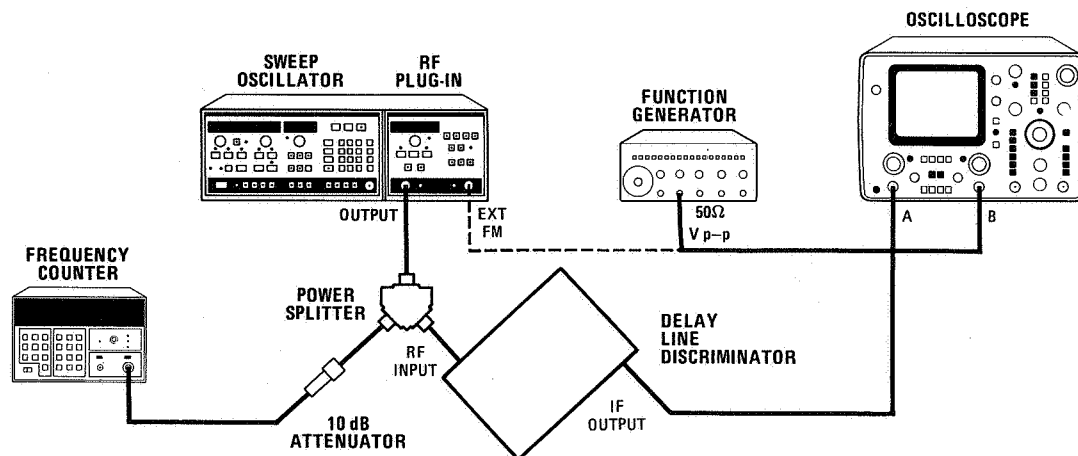 OSCILLOSCOPE
SWEEP
OSCILLATOR
RF
PLUG-IN
FUNCTION
GENERATOR
OUTPUT
EXT
FM
50Ω
V p–p
A
B
FREQUENCY
COUNTER
POWER
SPLITTER
RF
INPUT
DELAY
LINE
DISCRIMINATOR
IF
OUTPUT
10 dB
ATTENUATOR